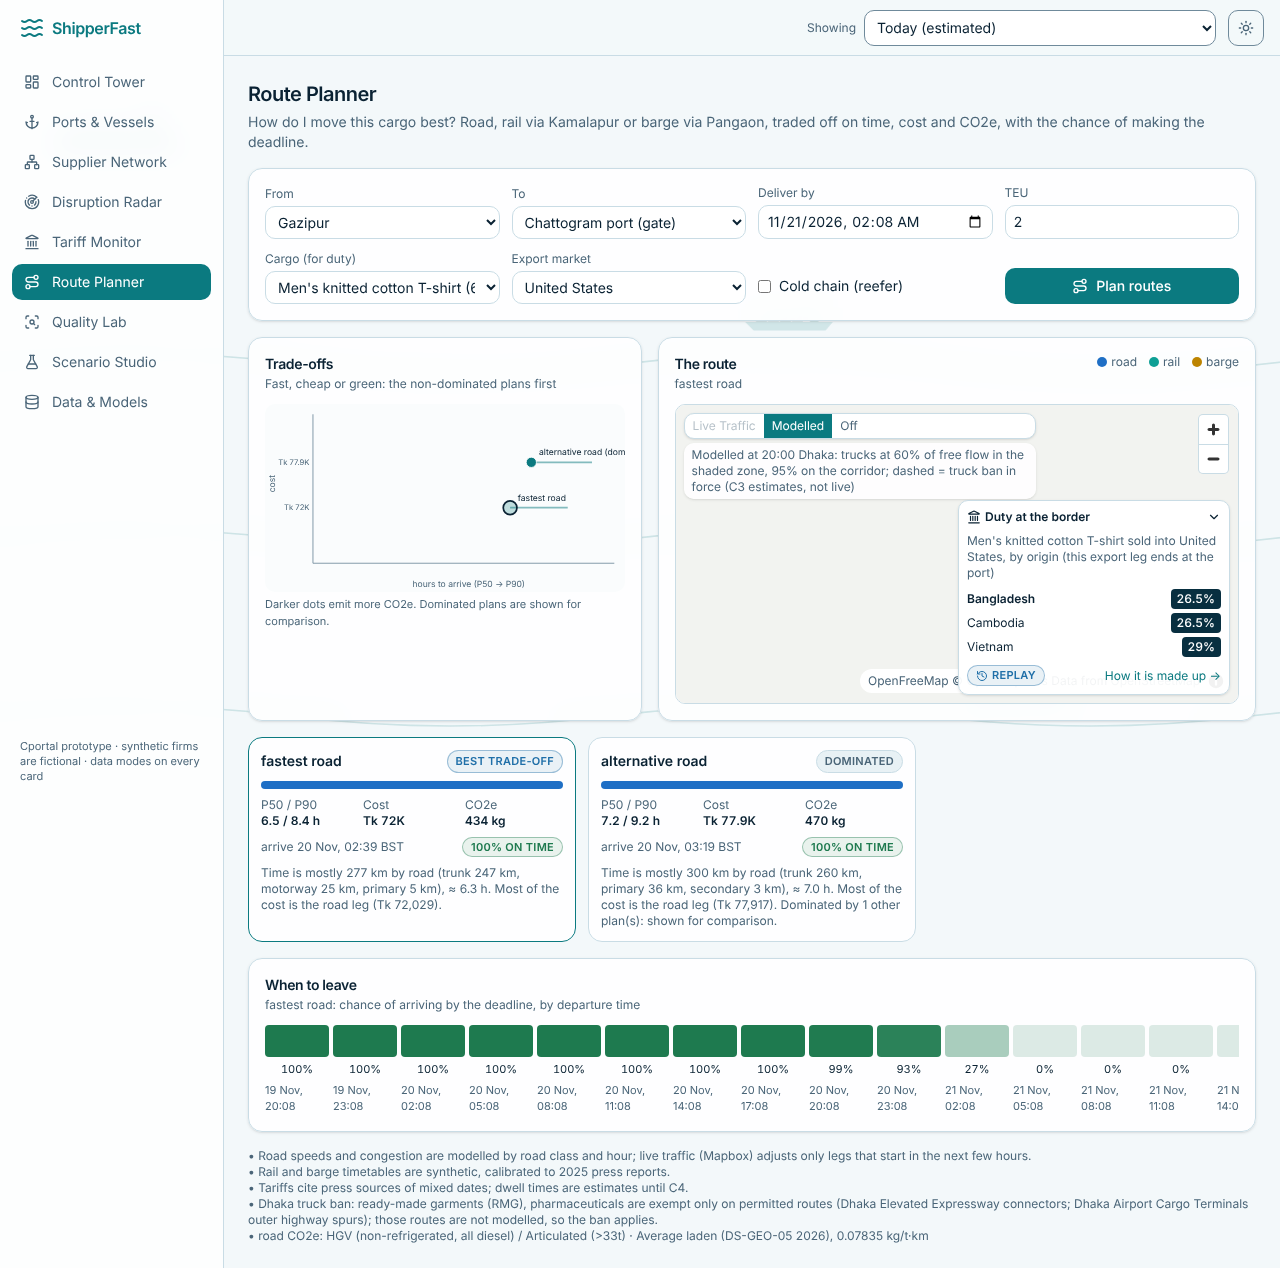 ShipperFast
Showing
Today (estimated)
Control Tower
Ports & Vessels
Supplier Network
Disruption Radar
Tariff Monitor
Route Planner
Quality Lab
Scenario Studio
Data & Models
Cportal prototype · synthetic firms
are fictional · data modes on every
card
Route Planner
How do I move this cargo best? Road, rail via Kamalapur or barge via Pangaon, traded off on time, cost and CO2e, with the chance of making the
deadline.
From
To
Deliver by
TEU
Gazipur
Chattogram port (gate)
11/21/2026, 02:08 AM
2
Cargo (for duty)
Export market
Men's knitted cotton T-shirt (6
United States
Cold chain (reefer)
Plan routes
Trade-offs
Fast, cheap or green: the non-dominated plans first
alternative road (dom
Tk 77.9K
cost
fastest road
Tk 72K
hours to arrive (P50 → P90)
Darker dots emit more CO2e. Dominated plans are shown for
comparison.
The route
road
rail
barge
fastest road
Live Traffic
Modelled
Off
Modelled at 20:00 Dhaka: trucks at 60% of free flow in the
shaded zone, 95% on the corridor; dashed = truck ban in
force (C3 estimates, not live)
+
−
Duty at the border
Men's knitted cotton T-shirt sold into United
States, by origin (this export leg ends at the
port)
Bangladesh 26.5%
Cambodia 26.5%
Vietnam 29%
REPLAY
How it is made up →
OpenFreeMap ©
Data from
fastest road
BEST TRADE-OFF
P50 / P90 Cost CO2e
6.5 / 8.4 h Tk 72K 434 kg
arrive 20 Nov, 02:39 BST
100% ON TIME
Time is mostly 277 km by road (trunk 247 km,
motorway 25 km, primary 5 km), ≈ 6.3 h. Most of the
cost is the road leg (Tk 72,029).
alternative road
DOMINATED
P50 / P90 Cost CO2e
7.2 / 9.2 h Tk 77.9K 470 kg
arrive 20 Nov, 03:19 BST
100% ON TIME
Time is mostly 300 km by road (trunk 260 km,
primary 36 km, secondary 3 km), ≈ 7.0 h. Most of the
cost is the road leg (Tk 77,917). Dominated by 1 other
plan(s): shown for comparison.
When to leave
fastest road: chance of arriving by the deadline, by departure time
100% 100% 100% 100% 100% 100% 100% 100% 99% 93% 27% 0% 0% 0%
19 Nov, 19 Nov, 20 Nov, 20 Nov, 20 Nov, 20 Nov, 20 Nov, 20 Nov, 20 Nov, 20 Nov, 21 Nov, 21 Nov, 21 Nov, 21 Nov, 21 N
20:08 23:08 02:08 05:08 08:08 11:08 14:08 17:08 20:08 23:08 02:08 05:08 08:08 11:08 14:0
• Road speeds and congestion are modelled by road class and hour; live traffic (Mapbox) adjusts only legs that start in the next few hours.
• Rail and barge timetables are synthetic, calibrated to 2025 press reports.
• Tariffs cite press sources of mixed dates; dwell times are estimates until C4.
• Dhaka truck ban: ready-made garments (RMG), pharmaceuticals are exempt only on permitted routes (Dhaka Elevated Expressway connectors; Dhaka Airport Cargo Terminals
outer highway spurs); those routes are not modelled, so the ban applies.
• road CO2e: HGV (non-refrigerated, all diesel) / Articulated (>33t) · Average laden (DS-GEO-05 2026), 0.07835 kg/t·km